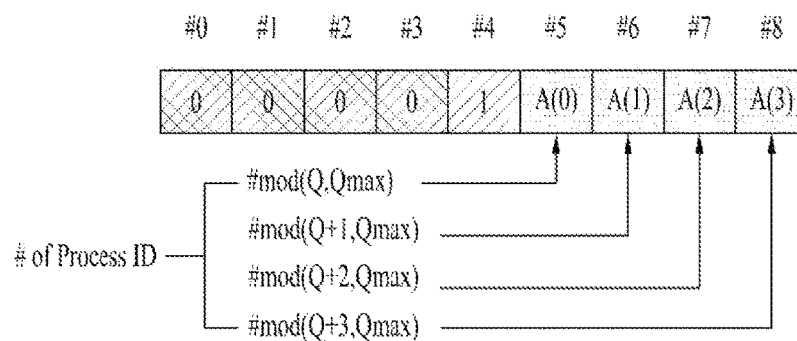 #0 #1 #2 #3 #4 #5 #6 #7 #8
0 0 0 0 1 A(0) A(1) A(2) A(3)
#mod(Q,Qmax)
#mod(Q+1,Qmax)
# of Process ID
#mod(Q+2,Qmax)
#mod(Q+3,Qmax)